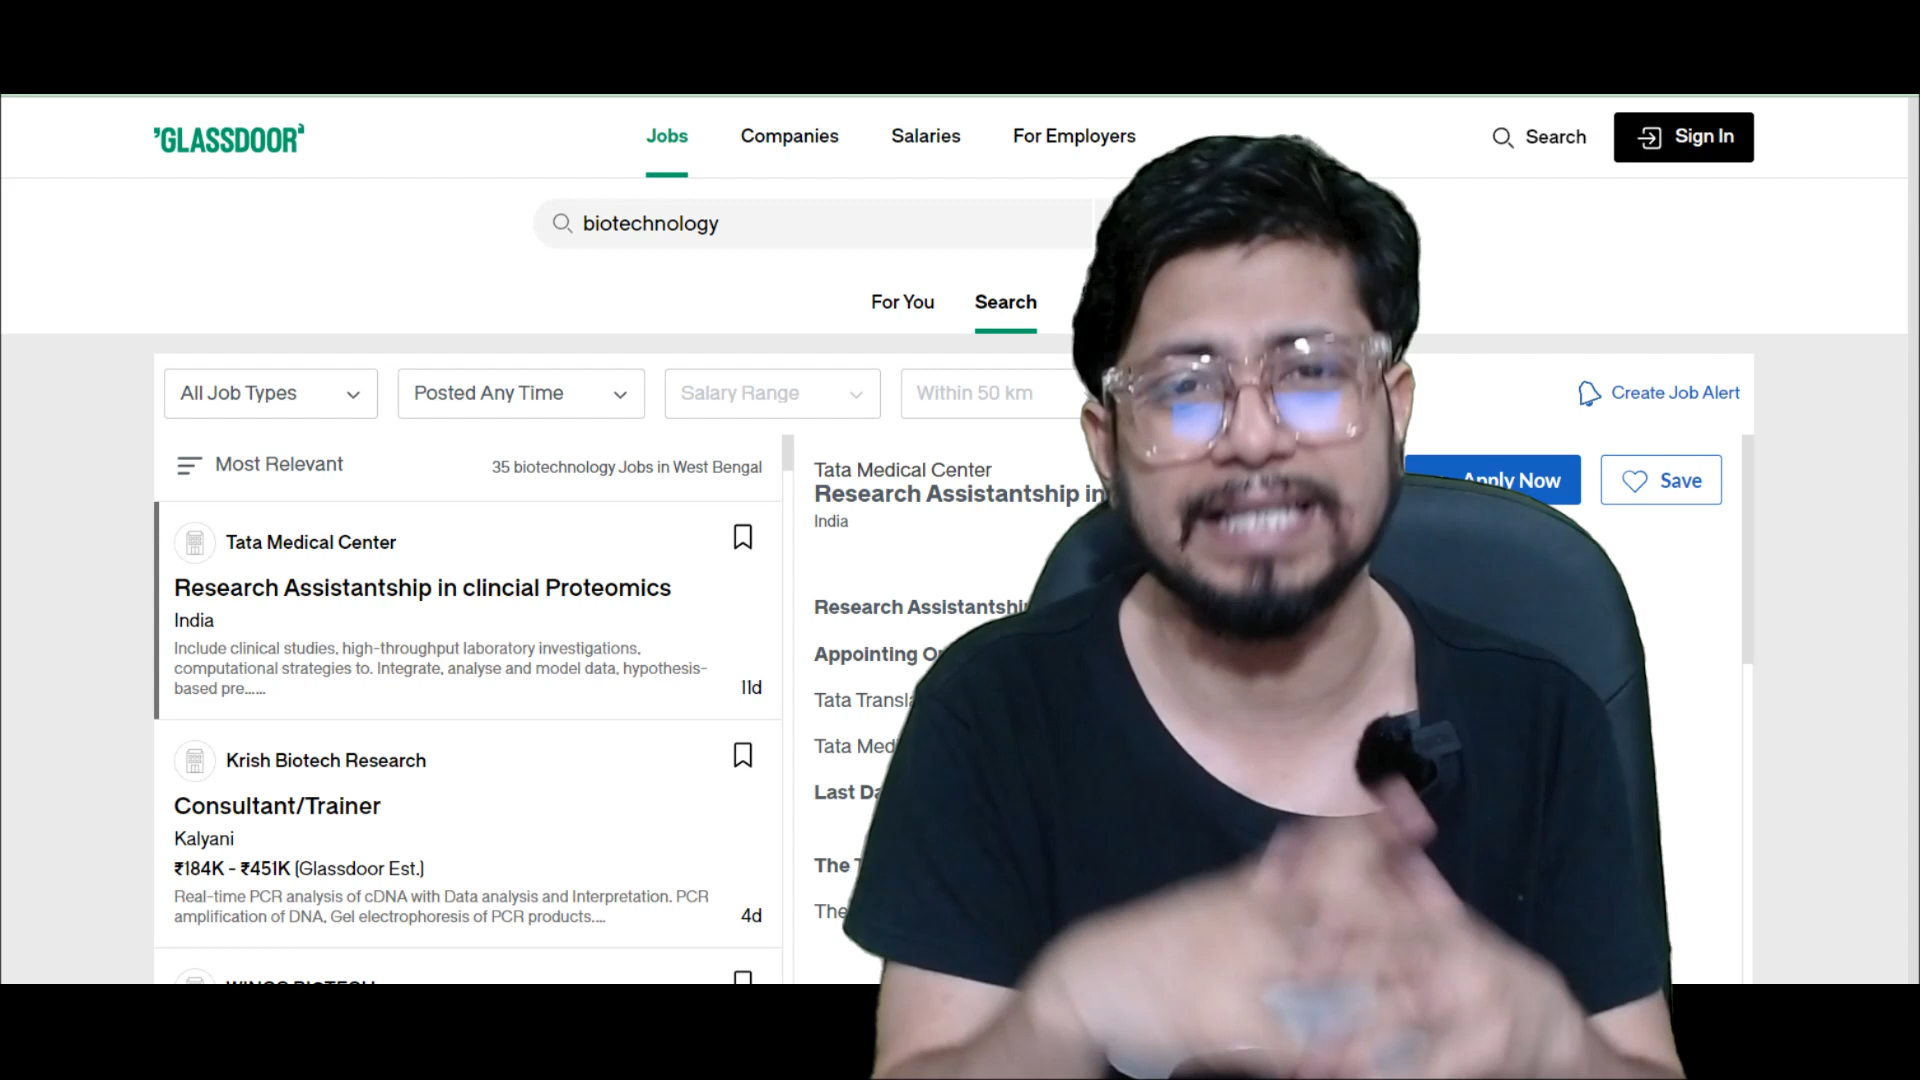 GLASSDOOR
Jobs
Companies
Salaries
For Employers
Search
Sign In
biotechnology
For You
Search
All Job Types
Posted Any Time
Salary Range
Within 50 km
Create Job Alert
Most Relevant
35 biotechnology Jobs in West Bengal
Tata Medical Center
Research Assistantship in clincial Proteomics
India
Include clinical studies, high-throughput laboratory investigations,
computational strategies to. Integrate, analyse and model data, hypothesis-
based pre......
11d
Krish Biotech Research
Consultant/Trainer
Kalyani
₹184K - ₹451K (Glassdoor Est.)
Real-time PCR analysis of cDNA with Data analysis and Interpretation. PCR
amplification of DNA, Gel electrophoresis of PCR products....
4d
Tata Medical Center
Research Assistantship in
India
Apply Now
Save
Research
Appointing
Tata
Tata
Last
The
The